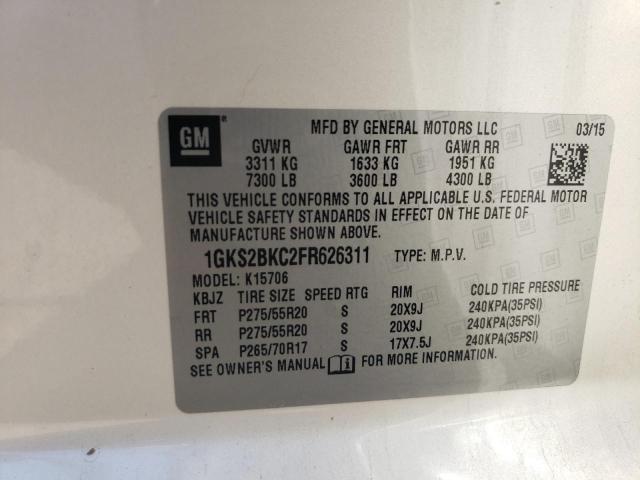 GM ®
MFD BY GENERAL MOTORS LLC 03/15
GVWR GAWR FRT GAWR RR
3311 KG 1633 KG 1951 KG
7300 LB 3600 LB 4300 LB
THIS VEHICLE CONFORMS TO ALL APPLICABLE U.S. FEDERAL MOTOR
VEHICLE SAFETY STANDARDS IN EFFECT ON THE DATE OF
MANUFACTURE SHOWN ABOVE.
1GKS2BKC2FR626311 TYPE: M.P.V.
MODEL: K15706
KBJZ TIRE SIZE SPEED RTG RIM COLD TIRE PRESSURE
FRT P275/55R20 S 20X9J 240KPA(35PSI)
RR P275/55R20 S 20X9J 240KPA(35PSI)
SPA P265/70R17 S 17X7.5J 240KPA(35PSI)
SEE OWNER'S MANUAL FOR MORE INFORMATION.